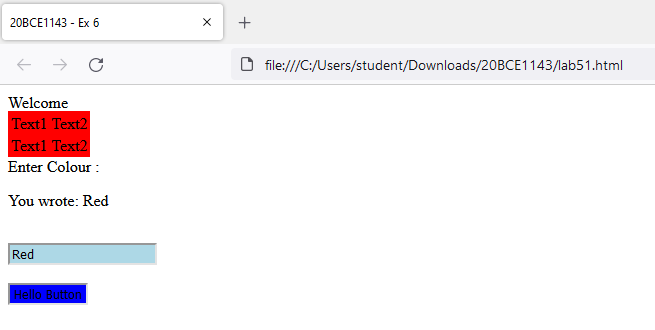 20BCE1143 - Ex 6
file:///C:/Users/student/Downloads/20BCE1143/lab51.html
Welcome
Text1 Text2
Text1 Text2
Enter Colour :
You wrote: Red
Red
Hello Button